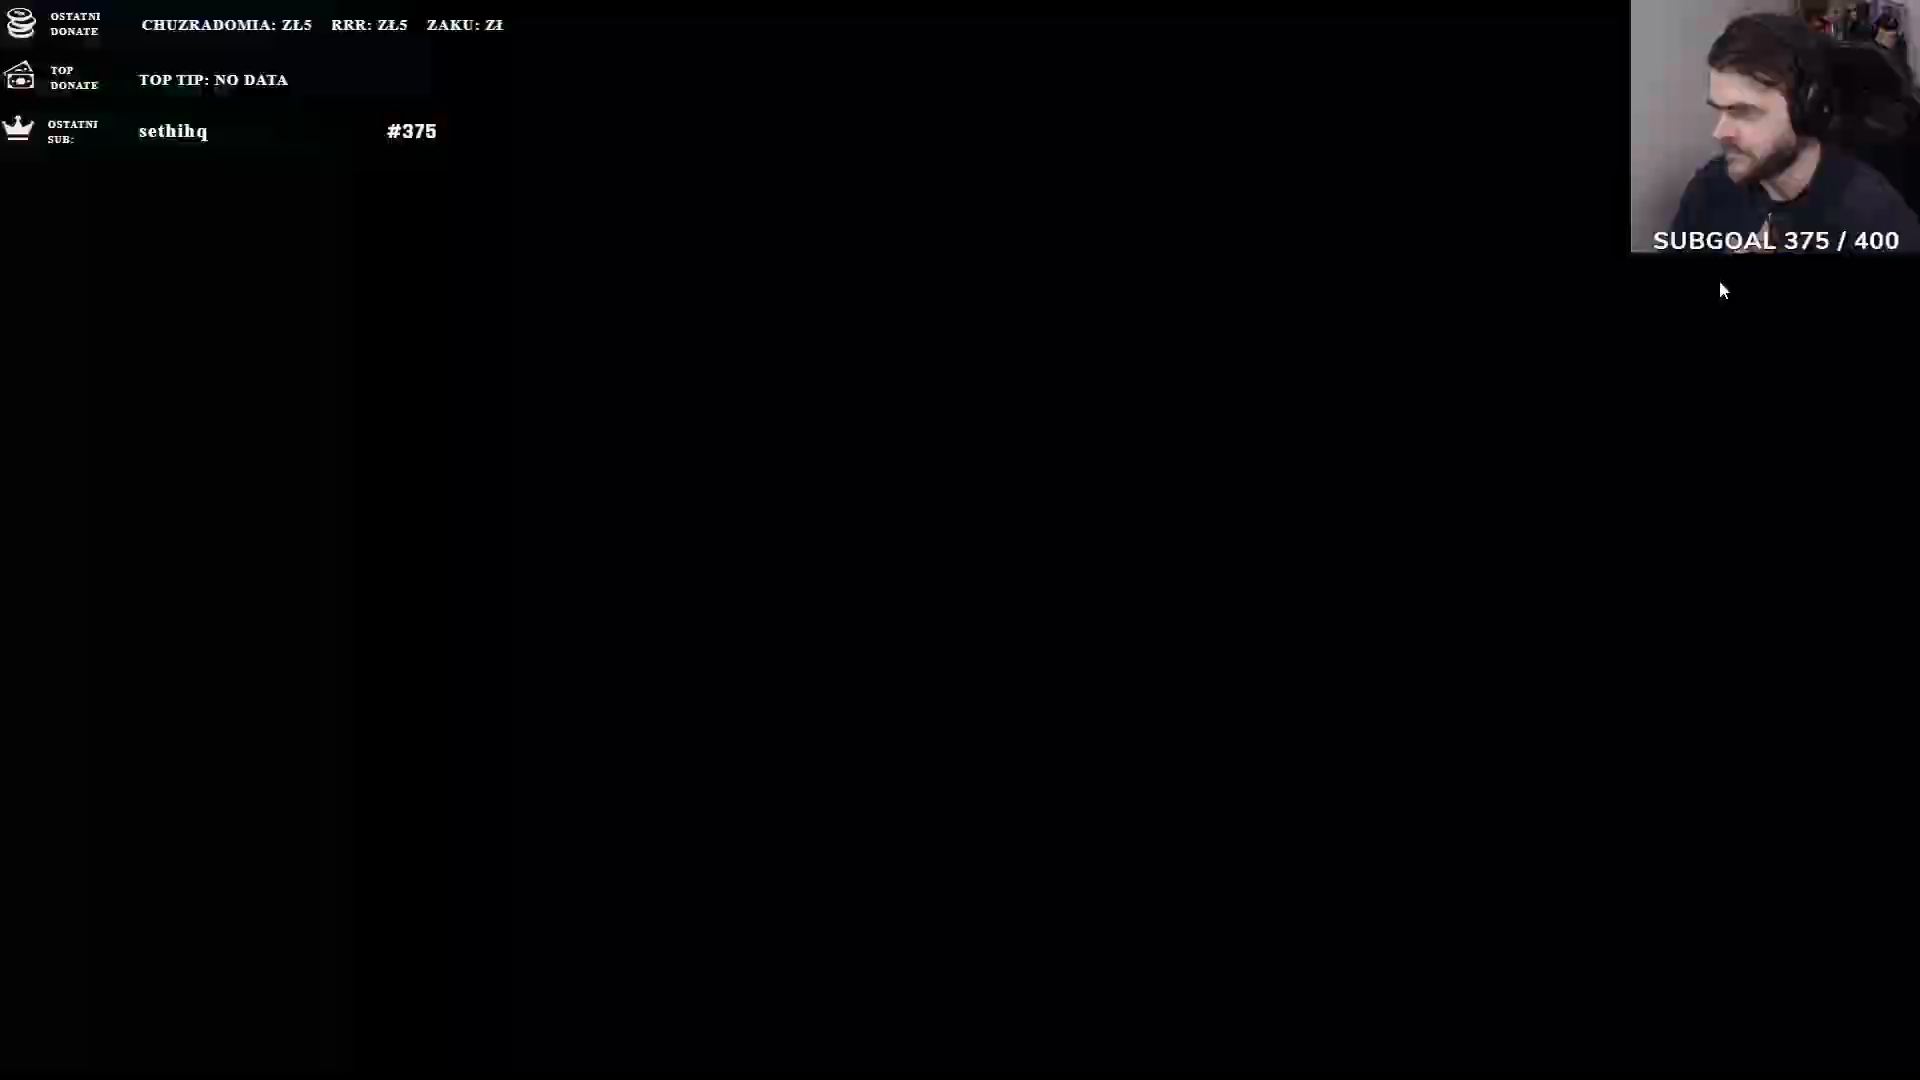 OSTATNI
DONATE
CHUZRADOMIA: ZŁ5 RRR: ZŁ5 ZAKU: ZŁ
TOP
DONATE
TOP TIP: NO DATA
OSTATNI
SUB:
sethihq #375
SUBGOAL 375 / 400